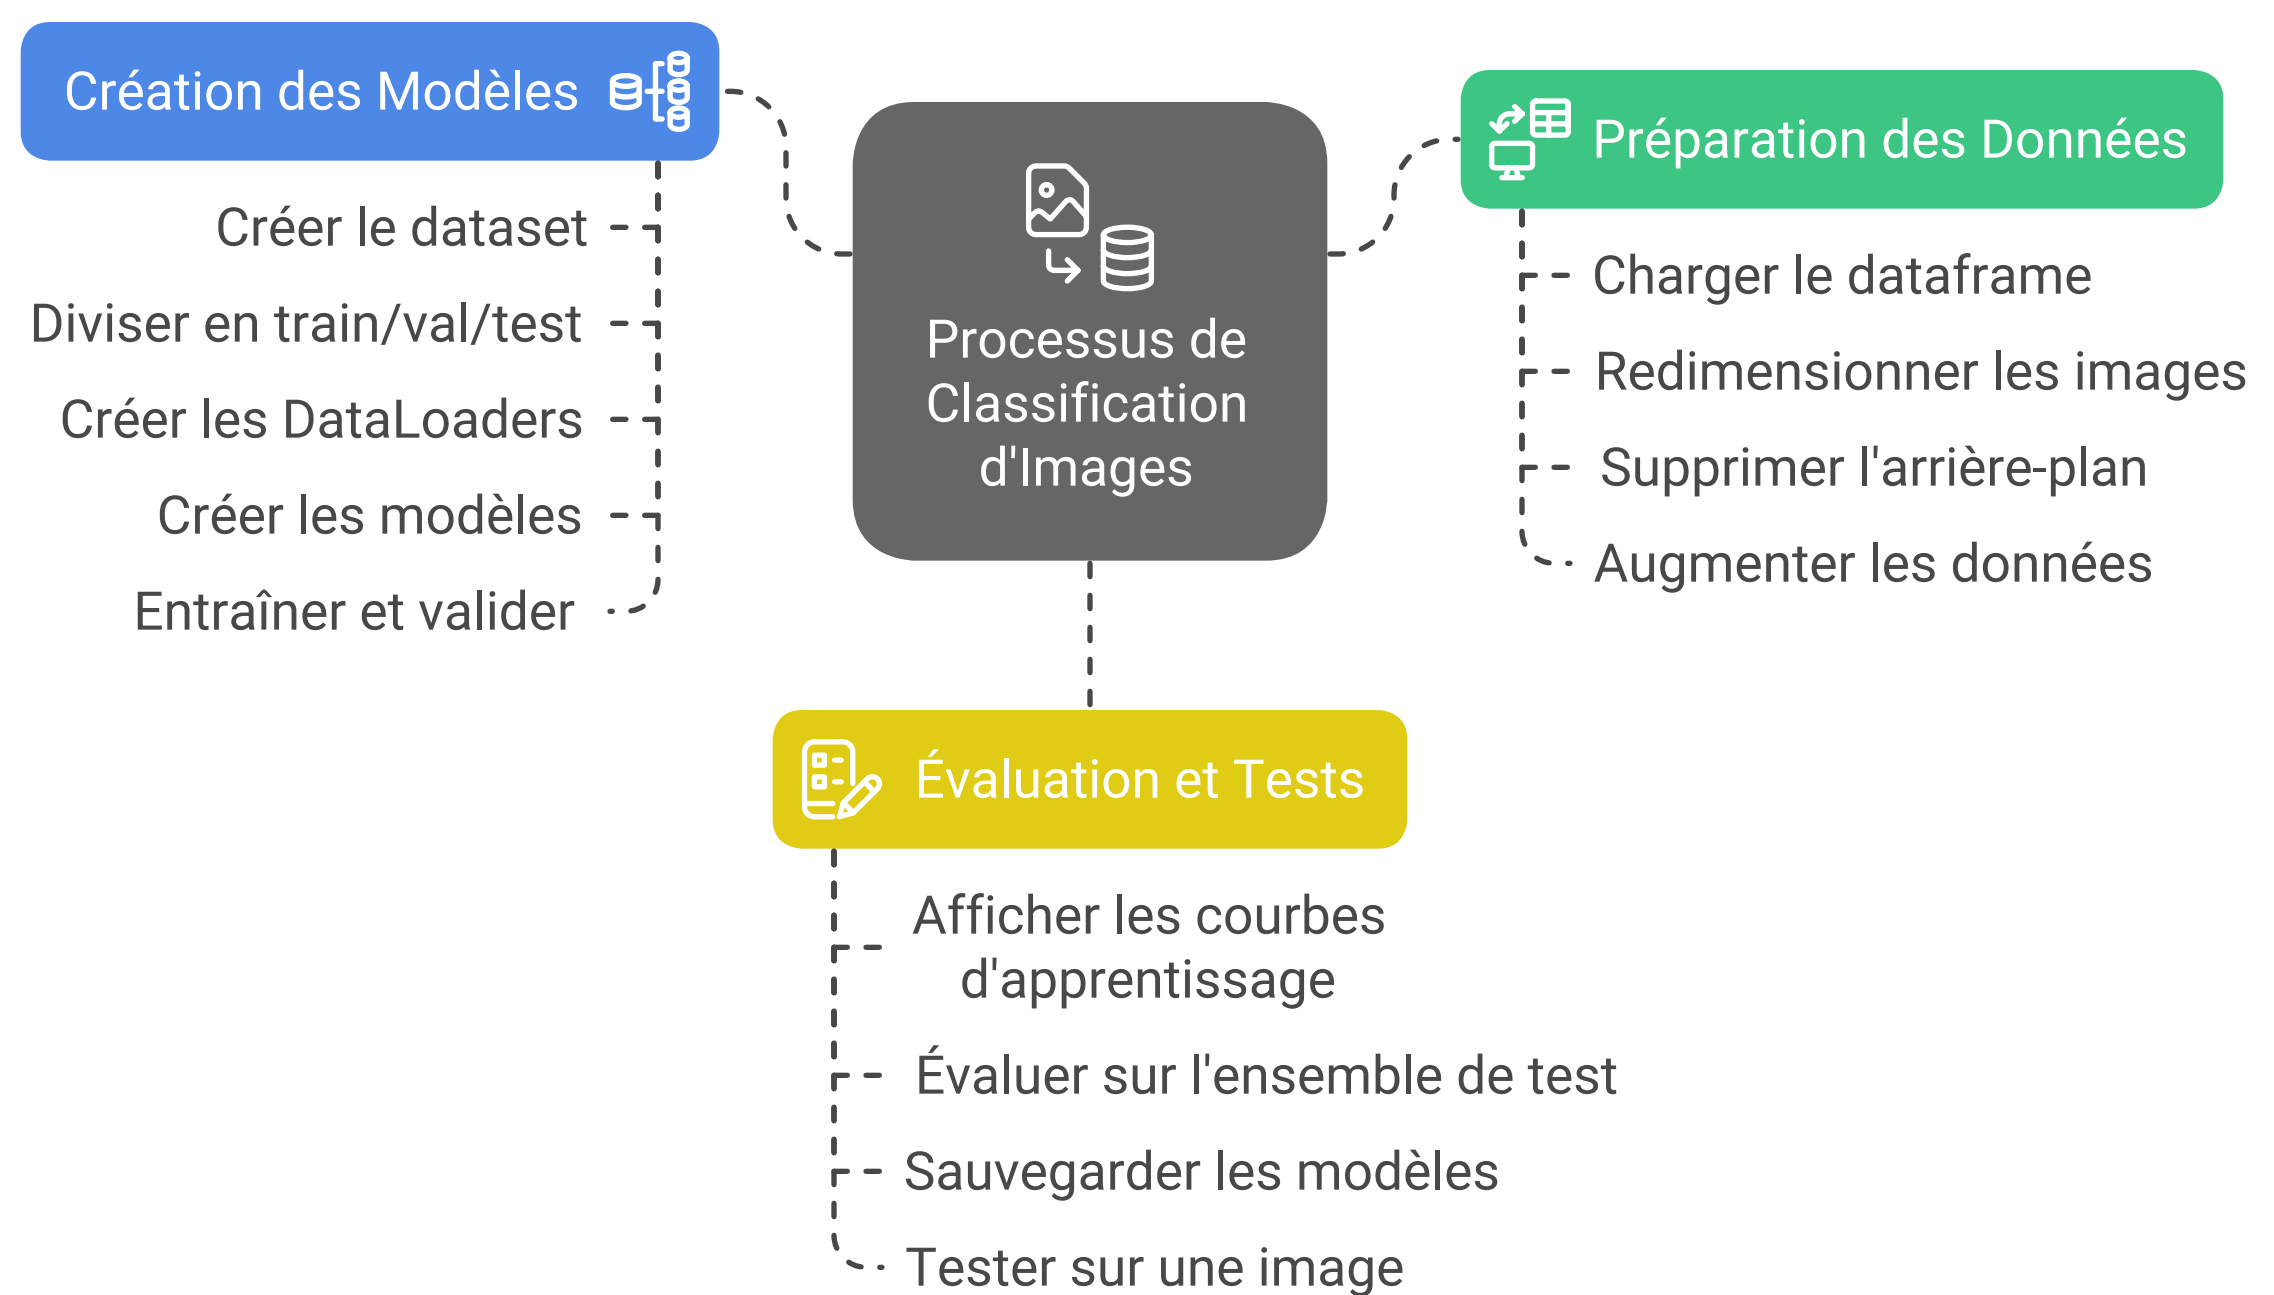 Création des Modèles
Créer le dataset
Diviser en train/val/test
Créer les DataLoaders
Créer les modèles
Entraîner et valider
Processus de
Classification
d'Images
Préparation des Données
Charger le dataframe
Redimensionner les images
Supprimer l'arrière-plan
Augmenter les données
Évaluation et Tests
Afficher les courbes
d'apprentissage
Évaluer sur l'ensemble de test
Sauvegarder les modèles
Tester sur une image